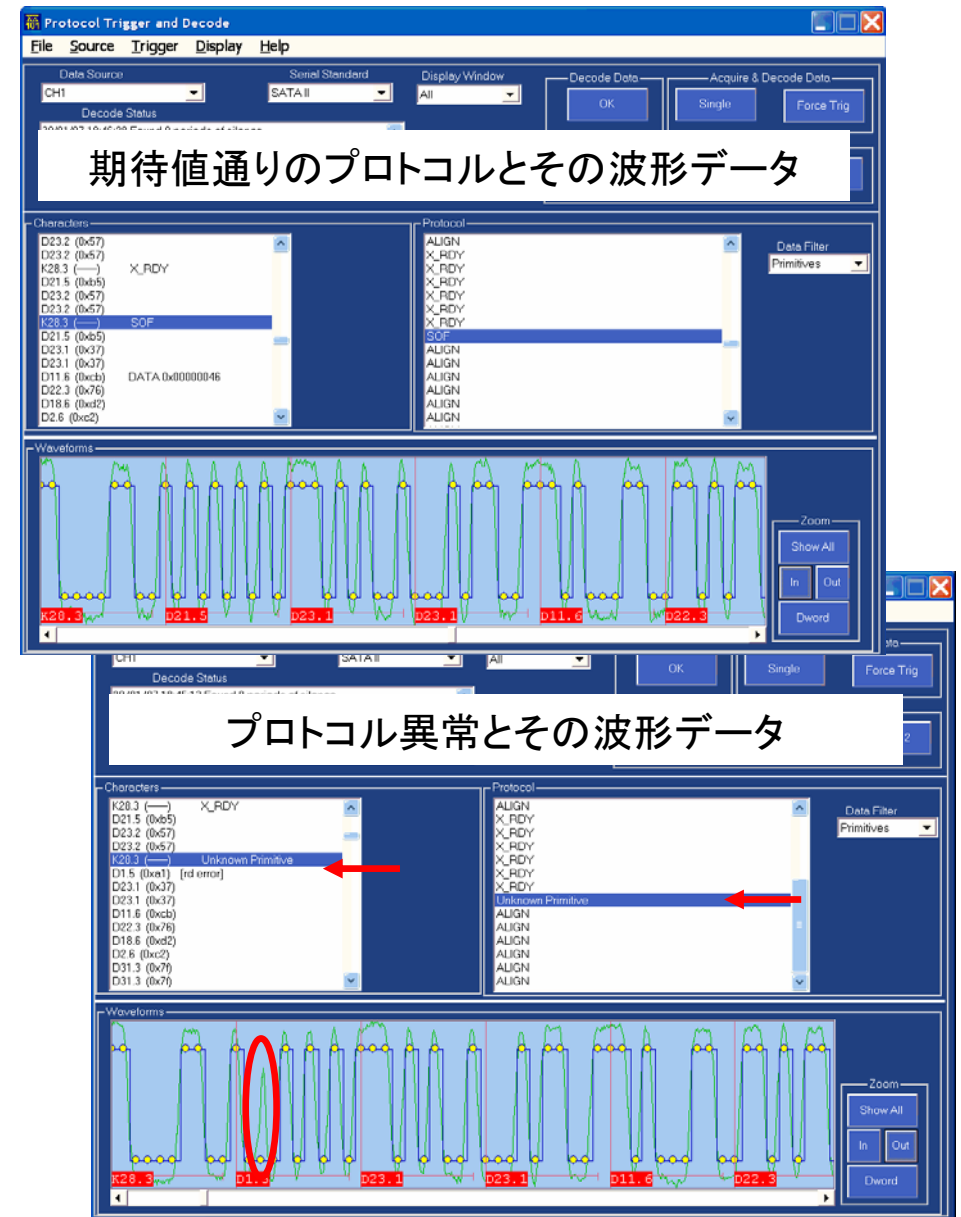 Protocol Trigger and Decode
File Source Trigger Display Help
Data Source Serial Standard Display Window Decode Data Acquire & Decode Data
CH1 SATA II All OK Single Force Trig
Decode Status
期待値通りのプロトコルとその波形データ
Characters
D23.2 (0x57)
D23.2 (0x57)
K28.3 (——) X_RDY
D21.5 (0xb5)
D23.2 (0x57)
D23.2 (0x57)
K28.3 (——) SOF
D21.5 (0xb5)
D23.1 (0x37)
D23.1 (0x37)
D11.6 (0xcb) DATA 0x00000046
D22.3 (0x76)
D18.6 (0xd2)
D2.6 (0xc2)
Protocol
ALIGN
X_RDY
X_RDY
X_RDY
X_RDY
X_RDY
X_RDY
SOF
ALIGN
ALIGN
ALIGN
ALIGN
ALIGN
ALIGN
Data Filter
Primitives
Waveforms
K28.3 D21.5 D23.1 D23.1 D11.6 D22.3
Zoom
Show All
In Out
Dword
CH1 SATA II All OK Single Force Trig
Decode Status
プロトコル異常とその波形データ
2
Characters
K28.3 (——) X_RDY
D21.5 (0xb5)
D23.2 (0x57)
D23.2 (0x57)
K28.3 (——) Unknown Primitive
D1.5 (0xa1) [rd error]
D23.1 (0x37)
D23.1 (0x37)
D11.6 (0xcb)
D22.3 (0x76)
D18.6 (0xd2)
D2.6 (0xc2)
D31.3 (0x7f)
D31.3 (0x7f)
Protocol
ALIGN
X_RDY
X_RDY
X_RDY
X_RDY
X_RDY
X_RDY
Unknown Primitive
ALIGN
ALIGN
ALIGN
ALIGN
ALIGN
ALIGN
Data Filter
Primitives
Waveforms
K28.3 D1.5 D23.1 D23.1 D11.6 D22.3
Zoom
Show All
In Out
Dword